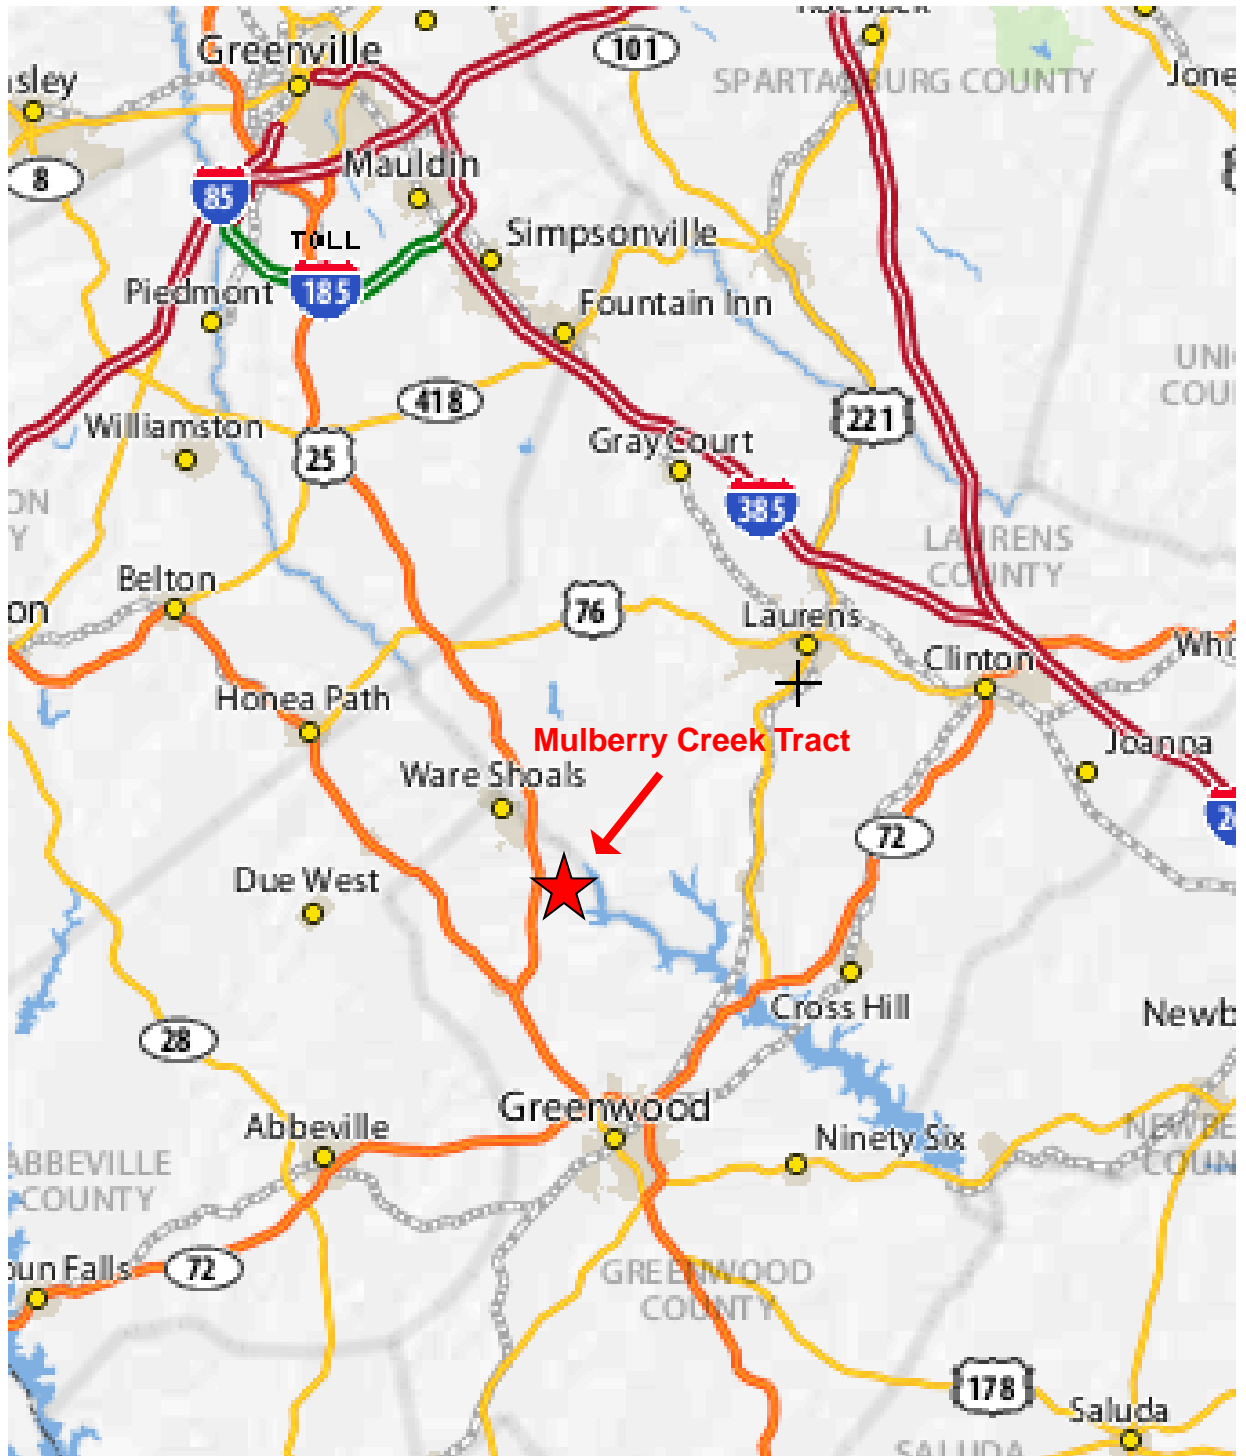 Greenville
101
SPARTANBURG COUNTY
8
Mauldin
85
TOLL
Simpsonville
185
Piedmont
Fountain Inn
418
221
Williamston
25
Gray Court
385
LAURENS
COUNTY
Belton
76
Laurens
Clinton
Honea Path
Mulberry Creek Tract
Joanna
Ware Shoals
72
Due West
Cross Hill
28
Greenwood
Abbeville
Ninety Six
ABBEVILLE
COUNTY
72
GREENWOOD
COUNTY
178
Saluda
SALUDA